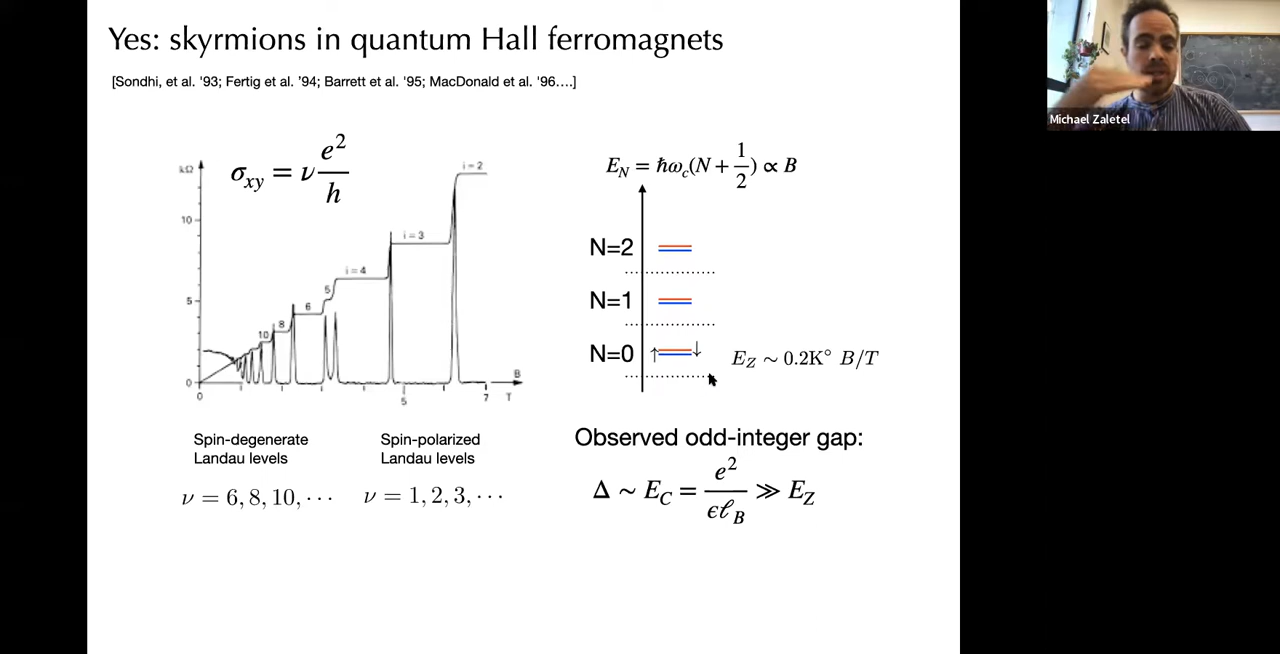 Yes: skyrmions in quantum Hall ferromagnets
[Sondhi, et al. '93; Fertig et al. '94; Barrett et al. '95; MacDonald et al. '96....]
Michael Zaletel
σ_xy = ν e²/h
kΩ
10
5
0
i=2
i=3
i=4
5
6
8
10
0
5
7
T
B
Spin-degenerate
Landau levels
ν = 6, 8, 10, ⋯
Spin-polarized
Landau levels
ν = 1, 2, 3, ⋯
E_N = ħω_c(N + 1/2) ∝ B
N=2
N=1
N=0
↑ ↓
E_Z ∼ 0.2K° B/T
Observed odd-integer gap:
Δ ∼ E_C = e²/(ϵℓ_B) ≫ E_Z